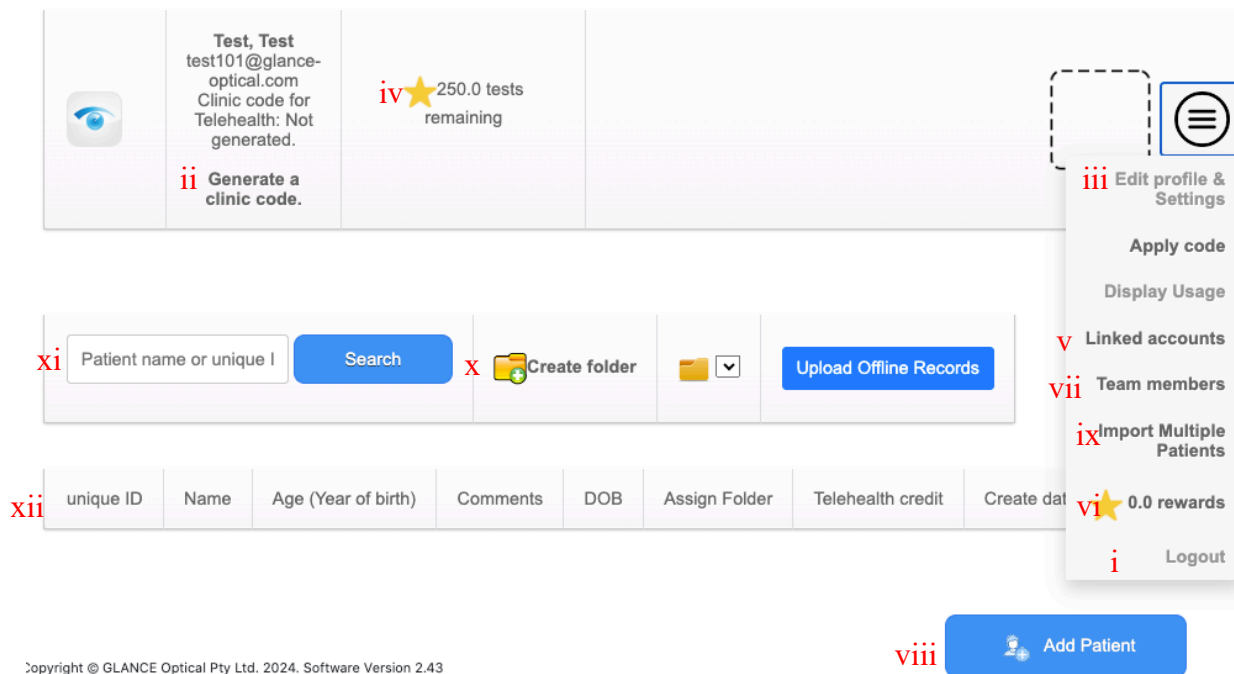 Test, Test
test101@glance-
optical.com
Clinic code for
Telehealth: Not
generated.
ii Generate a
clinic code.
iv 250.0 tests
remaining
iii Edit profile &
Settings
Apply code
Display Usage
v Linked accounts
vii Team members
ix Import Multiple
Patients
vi 0.0 rewards
i Logout
xi Patient name or unique I Search x Create folder Upload Offline Records
xii unique ID Name Age (Year of birth) Comments DOB Assign Folder Telehealth credit Create dat
viii Add Patient
Copyright © GLANCE Optical Pty Ltd. 2024. Software Version 2.43